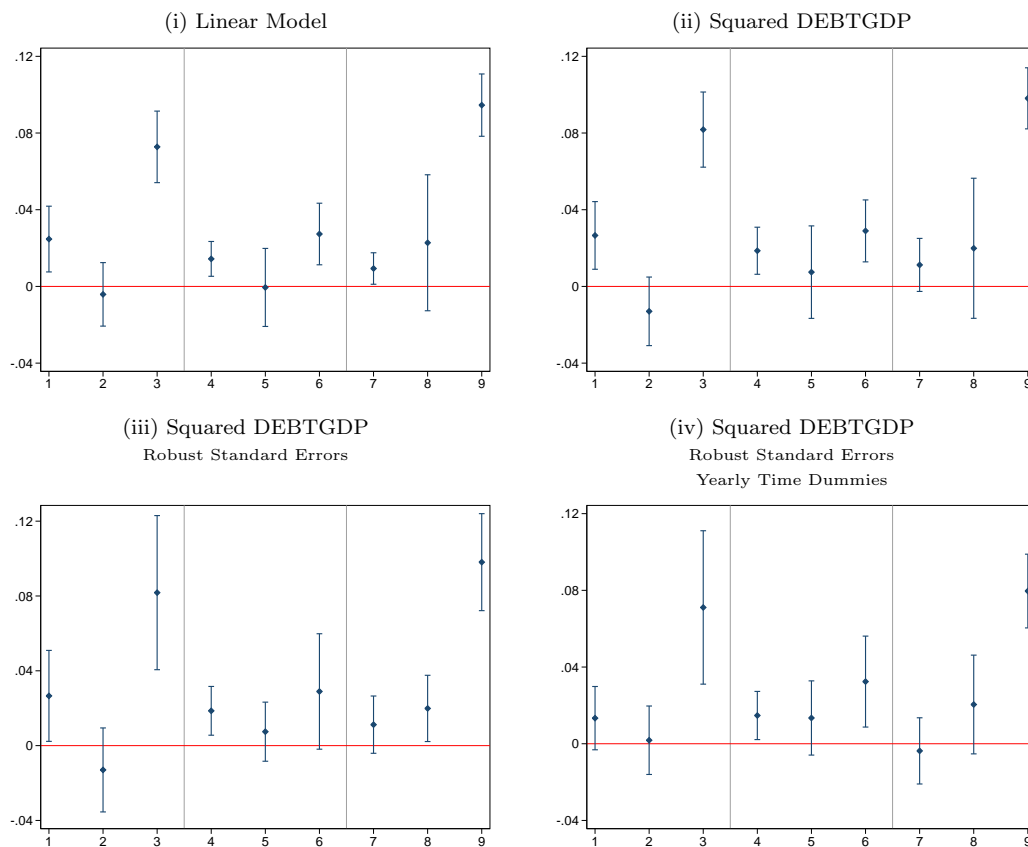 (i) Linear Model
.12
.08
.04
0
-.04
1 2 3 4 5 6 7 8 9
(ii) Squared DEBTGDP
.12
.08
.04
0
-.04
1 2 3 4 5 6 7 8 9
(iii) Squared DEBTGDP
Robust Standard Errors
.12
.08
.04
0
-.04
1 2 3 4 5 6 7 8 9
(iv) Squared DEBTGDP
Robust Standard Errors
Yearly Time Dummies
.12
.08
.04
0
-.04
1 2 3 4 5 6 7 8 9